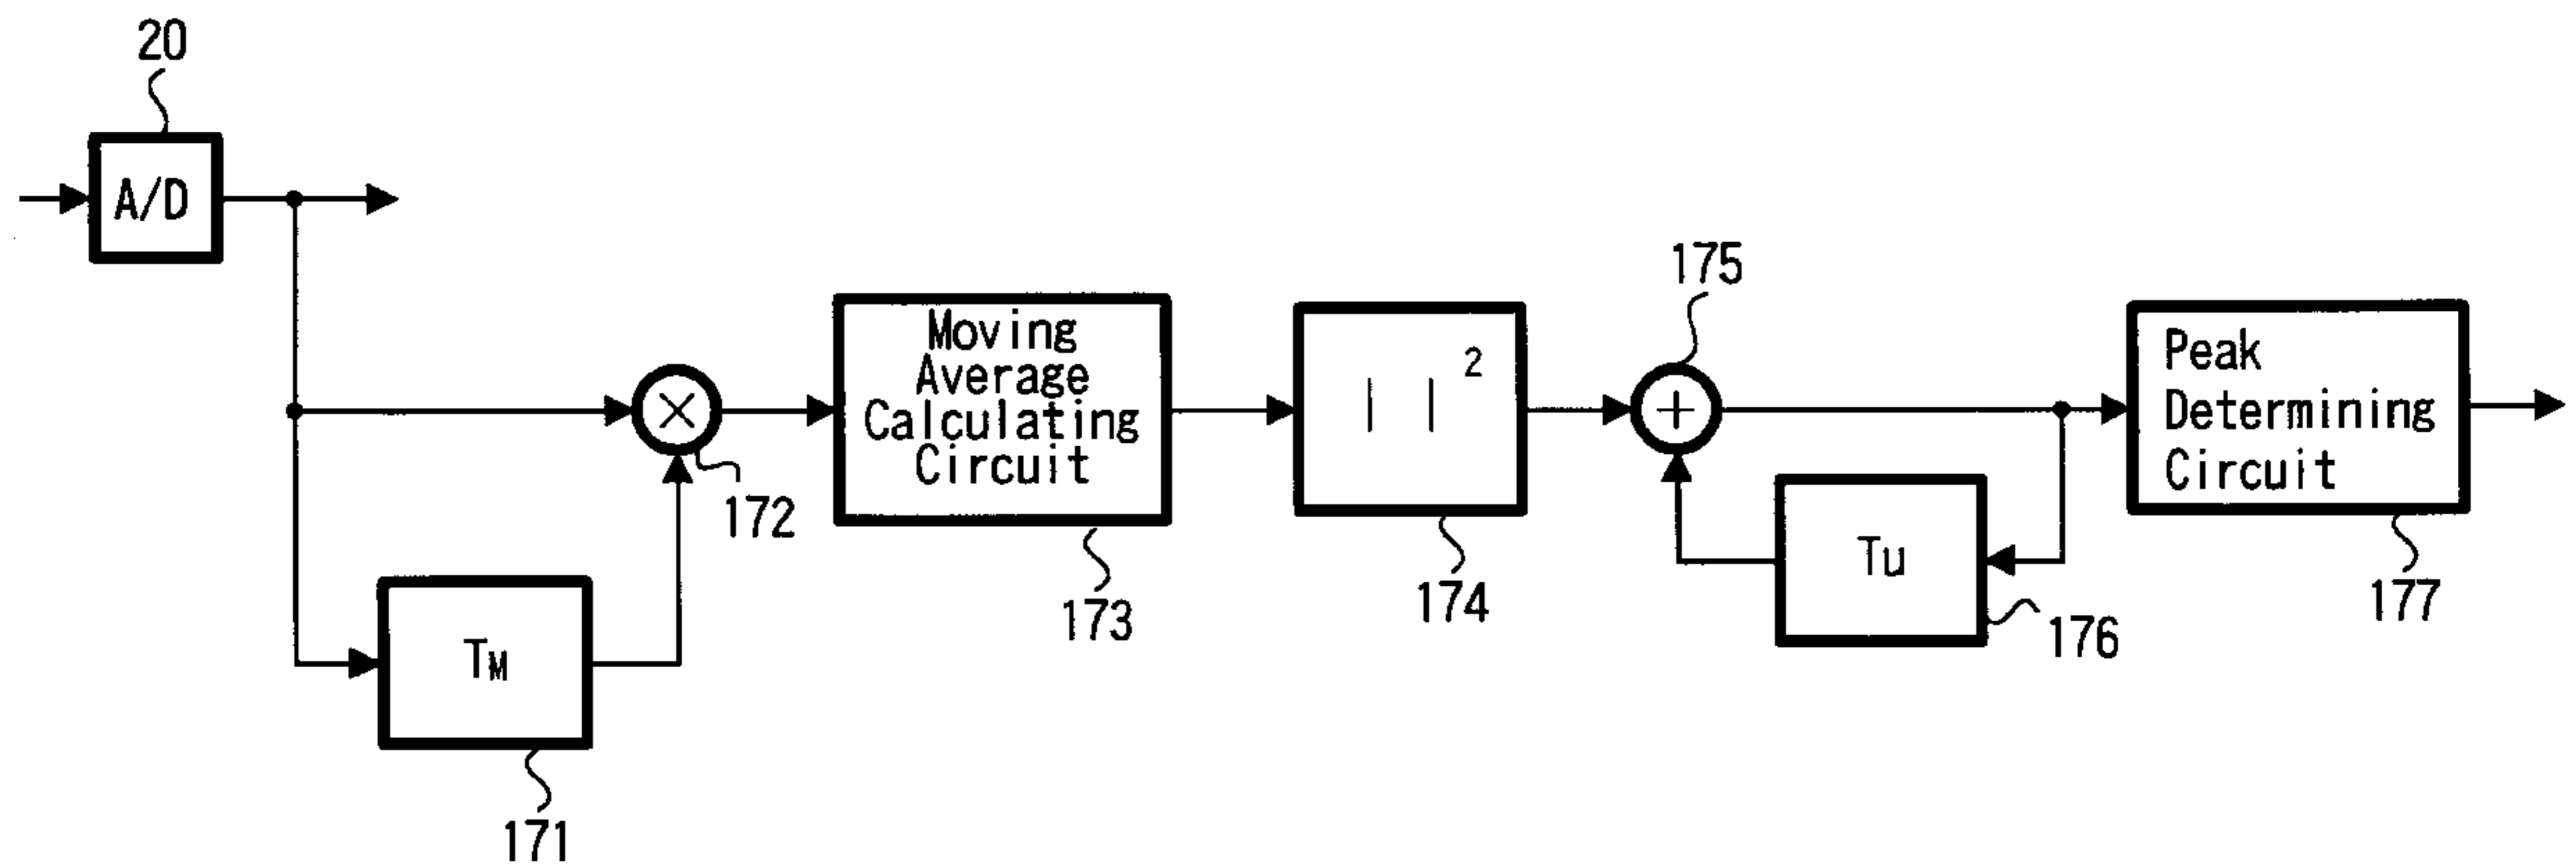 20
A/D
175
Moving
Average
Calculating
Circuit
| |²
Peak
Determining
Circuit
×
+
172
TM
Tu
173
174
176
177
171